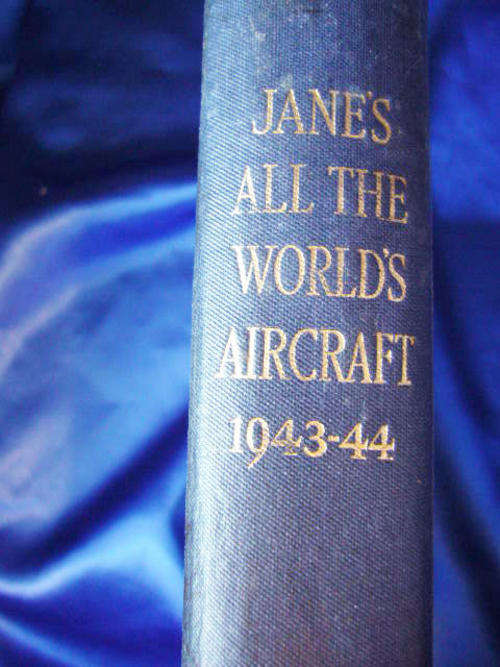 JANE'S
ALL THE
WORLD'S
AIRCRAFT
1943-44